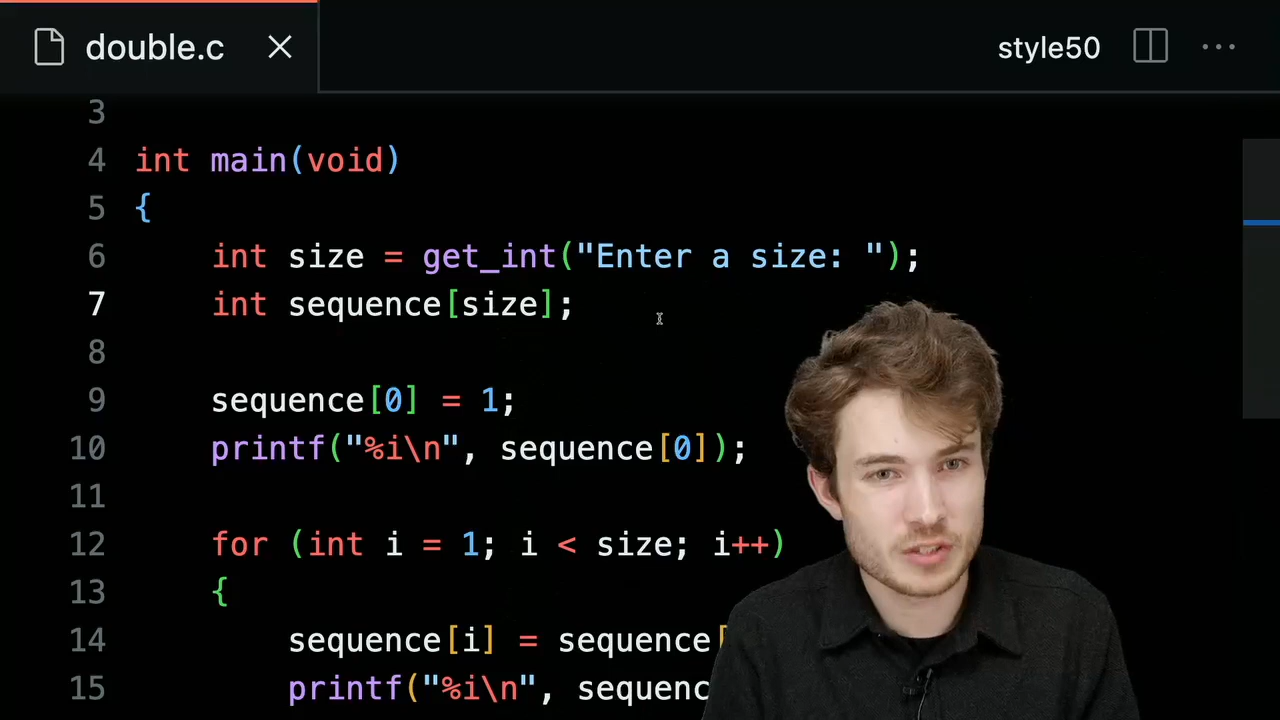 double.c
style50
3
4 int main(void)
5 {
6 int size = get_int("Enter a size: ");
7 int sequence[size];
8
9 sequence[0] = 1;
10 printf("%i\n", sequence[0]);
11
12 for (int i = 1; i < size; i++)
13 {
14 sequence[i] = sequence[
15 printf("%i\n",